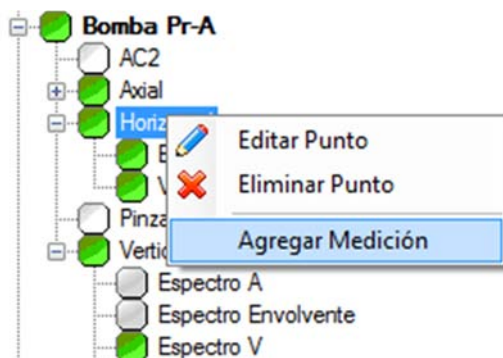 Bomba Pr-A
AC2
Axial
Editar Punto
Eliminar Punto
Agregar Medición
Espectro A
Espectro Envolvente
Espectro V